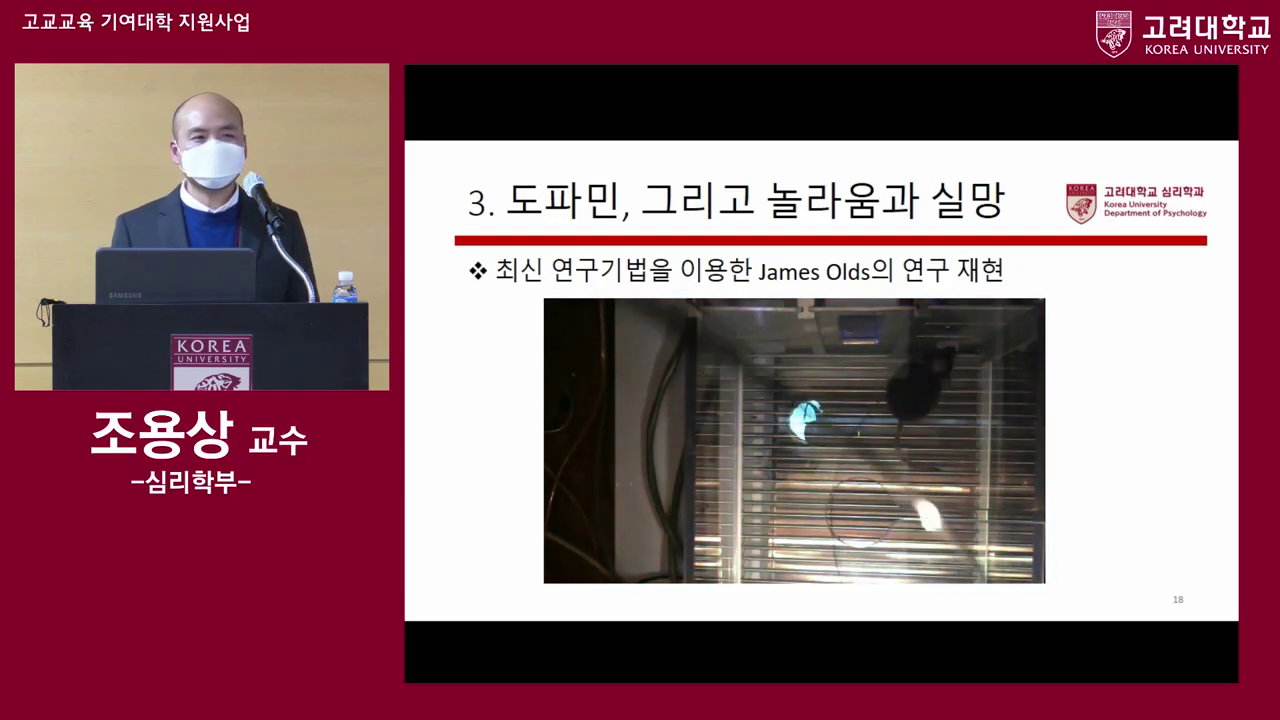 고교교육 기여대학 지원사업
고려대학교
KOREA UNIVERSITY
SAMSUNG
KOREA
UNIVERSITY
조용상 교수
-심리학부-
3. 도파민, 그리고 놀라움과 실망
KOREA
고려대학교 심리학과
Korea University
Department of Psychology
❖ 최신 연구기법을 이용한 James Olds의 연구 재현
18